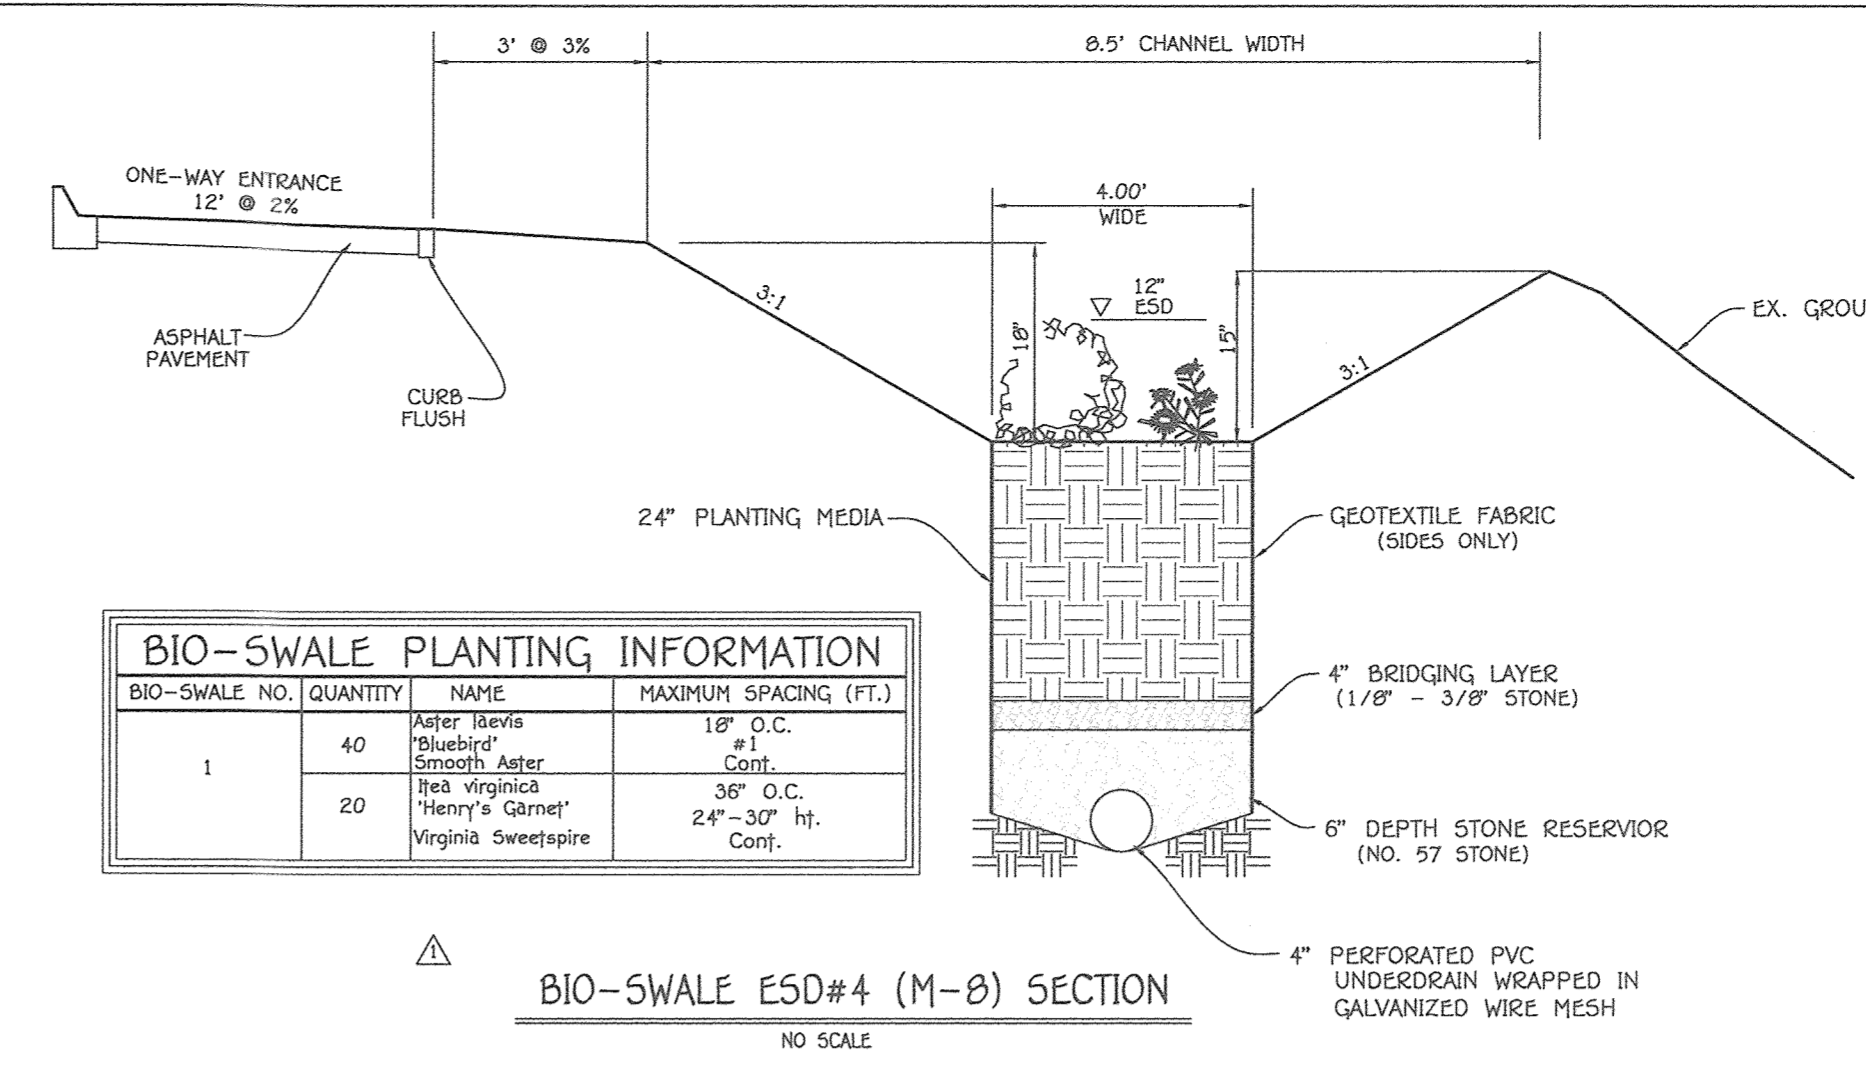 3' @ 3%
8.5' CHANNEL WIDTH
ONE-WAY ENTRANCE
12' @ 2%
4.00'
WIDE
3:1
18"
12"
ESD
15"
3:1
EX. GROU
ASPHALT
PAVEMENT
CURB
FLUSH
24" PLANTING MEDIA
GEOTEXTILE FABRIC
(SIDES ONLY)
BIO-SWALE PLANTING INFORMATION
BIO-SWALE NO. QUANTITY NAME MAXIMUM SPACING (FT.)
1
40
Aster laevis
'Bluebird'
Smooth Aster
18" O.C.
#1
Cont.
20
Itea virginica
'Henry's Garnet'
Virginia Sweetspire
36" O.C.
24"-30" ht.
Cont.
4" BRIDGING LAYER
(1/8" - 3/8" STONE)
6" DEPTH STONE RESERVIOR
(NO. 57 STONE)
4" PERFORATED PVC
UNDERDRAIN WRAPPED IN
GALVANIZED WIRE MESH
1
BIO-SWALE ESD#4 (M-8) SECTION
NO SCALE